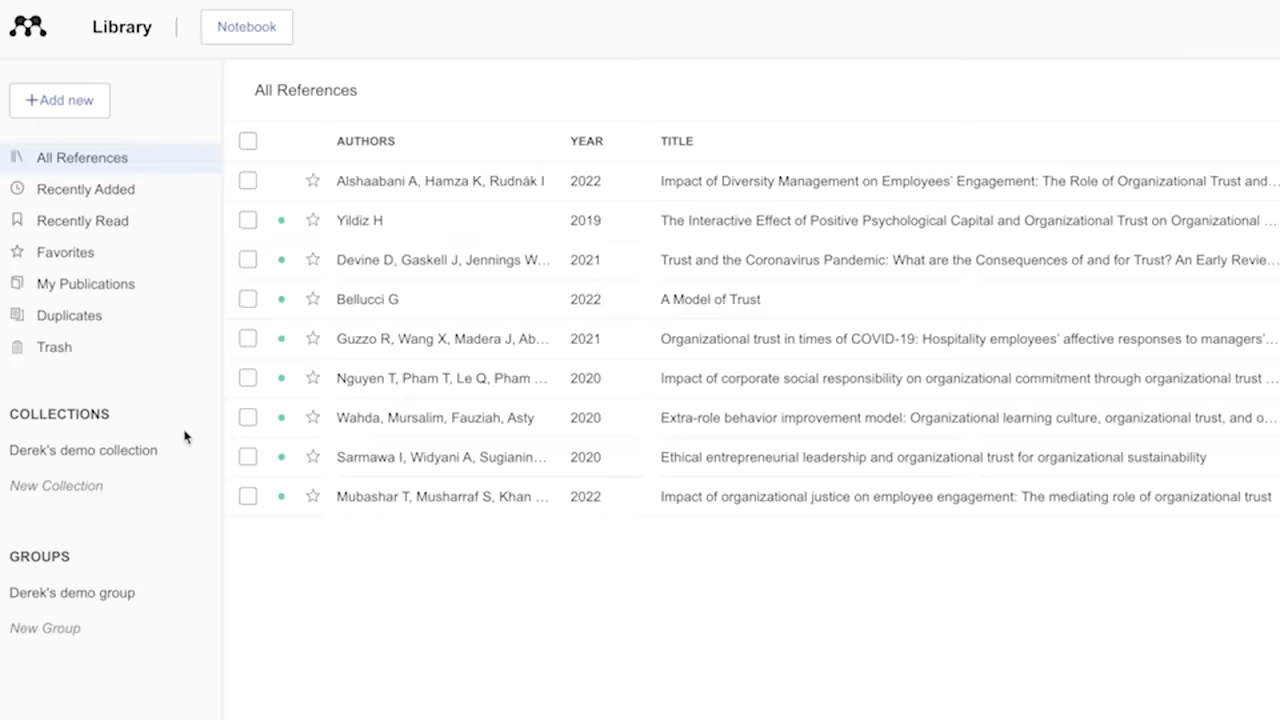 Library
Notebook
+Add new
All References
Recently Added
Recently Read
Favorites
My Publications
Duplicates
Trash
COLLECTIONS
Derek's demo collection
New Collection
GROUPS
Derek's demo group
New Group
All References
AUTHORS YEAR TITLE
Alshaabani A, Hamza K, Rudnák I 2022 Impact of Diversity Management on Employees' Engagement: The Role of Organizational Trust and...
Yildiz H 2019 The Interactive Effect of Positive Psychological Capital and Organizational Trust on Organizational ...
Devine D, Gaskell J, Jennings W... 2021 Trust and the Coronavirus Pandemic: What are the Consequences of and for Trust? An Early Revie...
Bellucci G 2022 A Model of Trust
Guzzo R, Wang X, Madera J, Ab... 2021 Organizational trust in times of COVID-19: Hospitality employees' affective responses to managers'...
Nguyen T, Pham T, Le Q, Pham ... 2020 Impact of corporate social responsibility on organizational commitment through organizational trust ...
Wahda, Mursalim, Fauziah, Asty 2020 Extra-role behavior improvement model: Organizational learning culture, organizational trust, and o...
Sarmawa I, Widyani A, Sugianin... 2020 Ethical entrepreneurial leadership and organizational trust for organizational sustainability
Mubashar T, Musharraf S, Khan ... 2022 Impact of organizational justice on employee engagement: The mediating role of organizational trust